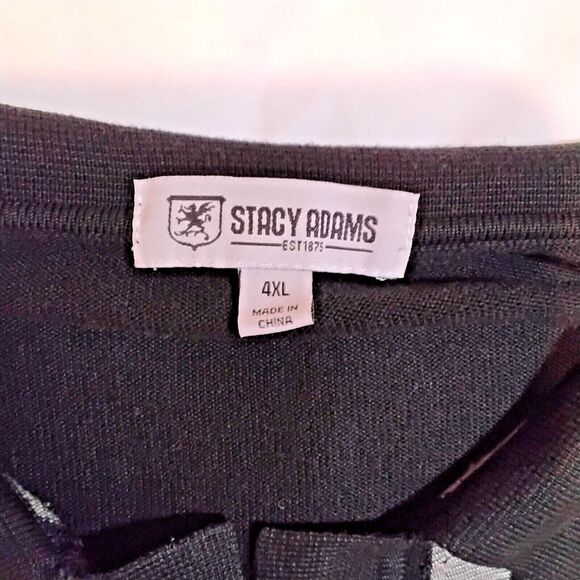 STACY ADAMS
EST 1875
4XL
MADE IN
CHINA